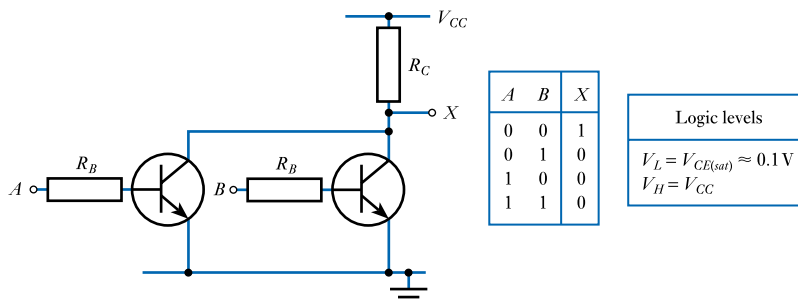 V_CC
R_C
X
R_B
R_B
A
B
A B X
0 0 1
0 1 0
1 0 0
1 1 0
Logic levels
V_L = V_CE(sat) ≈ 0.1 V
V_H = V_CC